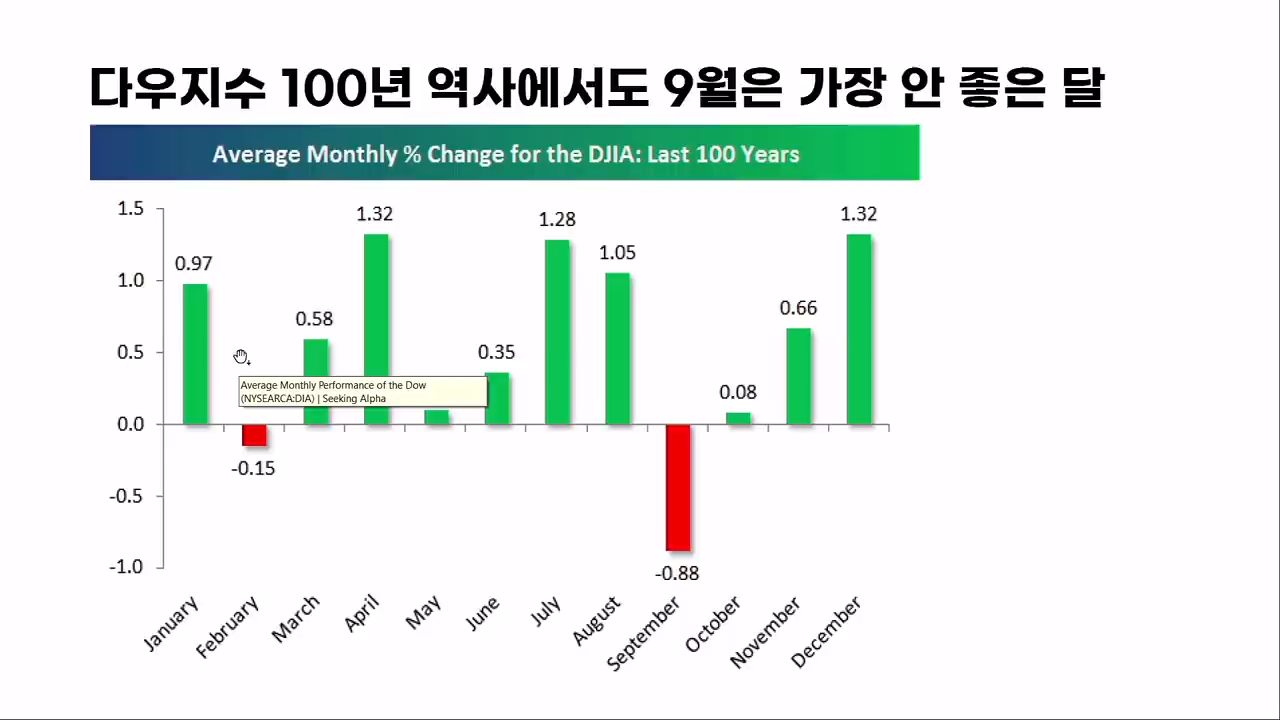 다우지수 100년 역사에서도 9월은 가장 안 좋은 달
Average Monthly % Change for the DJIA: Last 100 Years
1.5
1.0
0.5
0.0
-0.5
-1.0
0.97
-0.15
0.58
1.32
0.35
1.28
1.05
-0.88
0.08
0.66
1.32
Average Monthly Performance of the Dow
(NYSEARCA:DIA) | Seeking Alpha
January
February
March
April
May
June
July
August
September
October
November
December